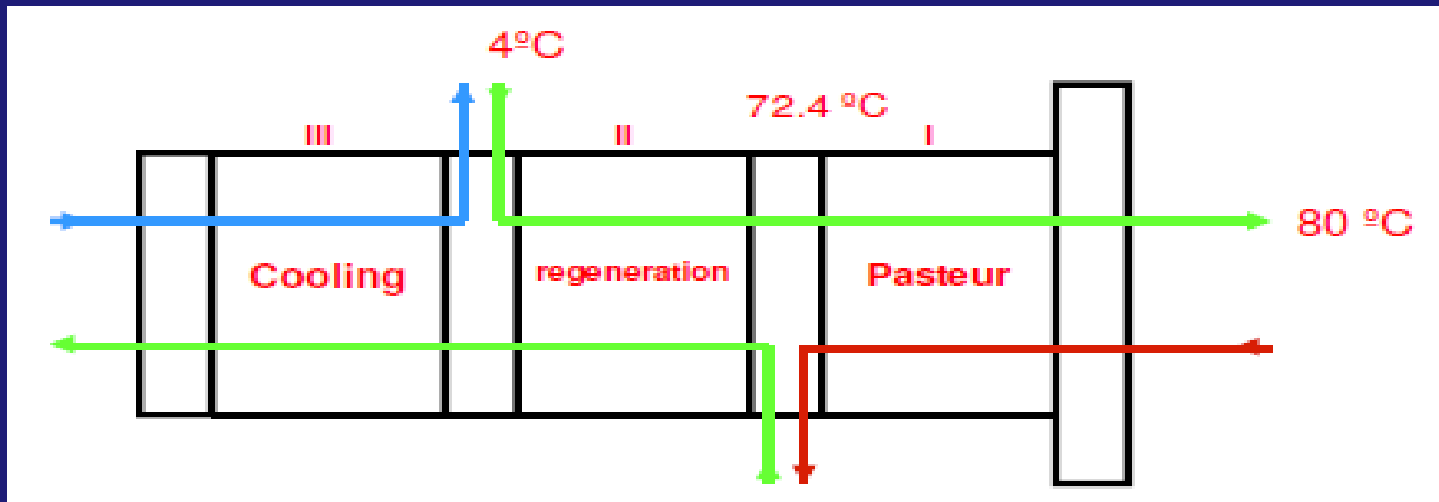 4ºC
72.4 ºC
III
II
I
80 ºC
Cooling
regeneration
Pasteur